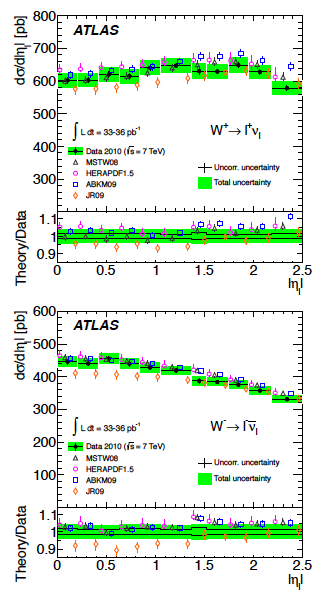 dσ/d|η_l| [pb]
800
700
600
500
400
300
ATLAS
∫ L dt = 33-36 pb⁻¹
W⁺→ l⁺ν_l
Data 2010 (√s = 7 TeV)
MSTW08
HERAPDF1.5
ABKM09
JR09
Uncorr. uncertainty
Total uncertainty
Theory/Data
1.1
1
0.9
0 0.5 1 1.5 2 2.5
|η_l|
dσ/d|η_l| [pb]
600
500
400
300
200
100
ATLAS
∫ L dt = 33-36 pb⁻¹
W⁻→ l⁻ν̄_l
Data 2010 (√s = 7 TeV)
MSTW08
HERAPDF1.5
ABKM09
JR09
Uncorr. uncertainty
Total uncertainty
Theory/Data
1.1
1
0.9
0 0.5 1 1.5 2 2.5
|η_l|